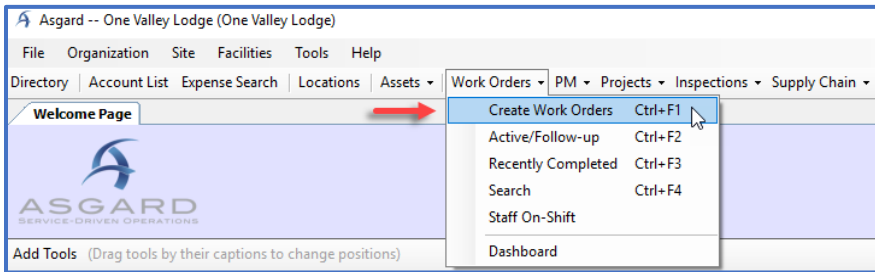 Asgard -- One Valley Lodge (One Valley Lodge)
File Organization Site Facilities Tools Help
Directory Account List Expense Search Locations Assets Work Orders PM Projects Inspections Supply Chain
Welcome Page
Create Work Orders Ctrl+F1
Active/Follow-up Ctrl+F2
Recently Completed Ctrl+F3
Search Ctrl+F4
Staff On-Shift
Dashboard
ASGARD
SERVICE-DRIVEN OPERATIONS
Add Tools (Drag tools by their captions to change positions)